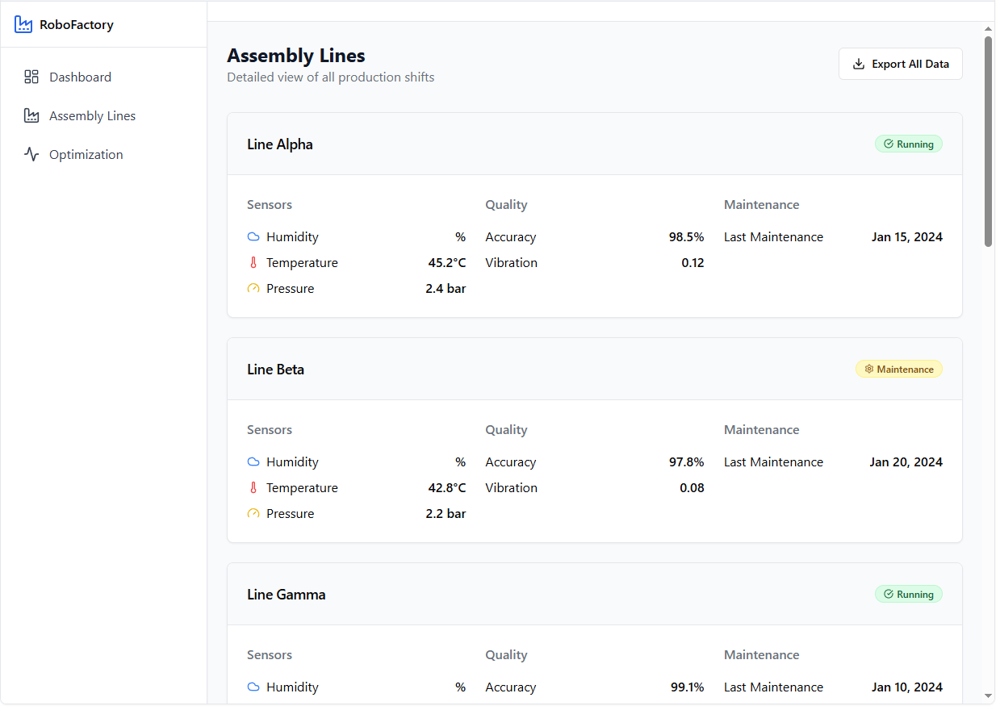 RoboFactory
Dashboard
Assembly Lines
Optimization
Assembly Lines
Detailed view of all production shifts
Export All Data
Line Alpha
Running
Sensors Quality Maintenance
Humidity % Accuracy 98.5% Last Maintenance Jan 15, 2024
Temperature 45.2°C Vibration 0.12
Pressure 2.4 bar
Line Beta
Maintenance
Sensors Quality Maintenance
Humidity % Accuracy 97.8% Last Maintenance Jan 20, 2024
Temperature 42.8°C Vibration 0.08
Pressure 2.2 bar
Line Gamma
Running
Sensors Quality Maintenance
Humidity % Accuracy 99.1% Last Maintenance Jan 10, 2024